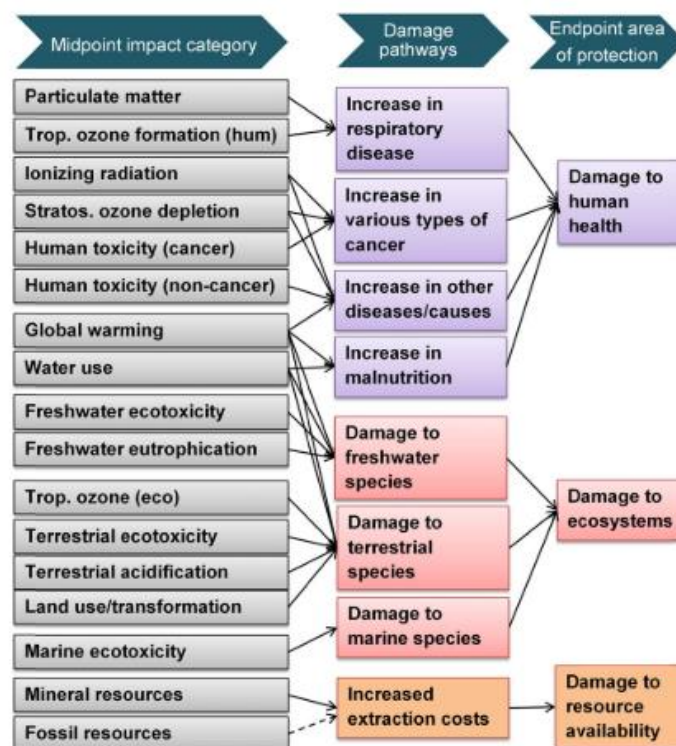 Midpoint impact category
Damage
pathways
Endpoint area
of protection
Particulate matter
Trop. ozone formation (hum)
Ionizing radiation
Stratos. ozone depletion
Human toxicity (cancer)
Human toxicity (non-cancer)
Global warming
Water use
Freshwater ecotoxicity
Freshwater eutrophication
Trop. ozone (eco)
Terrestrial ecotoxicity
Terrestrial acidification
Land use/transformation
Marine ecotoxicity
Mineral resources
Fossil resources
Increase in
respiratory
disease
Increase in
various types of
cancer
Increase in other
diseases/causes
Increase in
malnutrition
Damage to
freshwater
species
Damage to
terrestrial
species
Damage to
marine species
Increased
extraction costs
Damage to
human
health
Damage to
ecosystems
Damage to
resource
availability